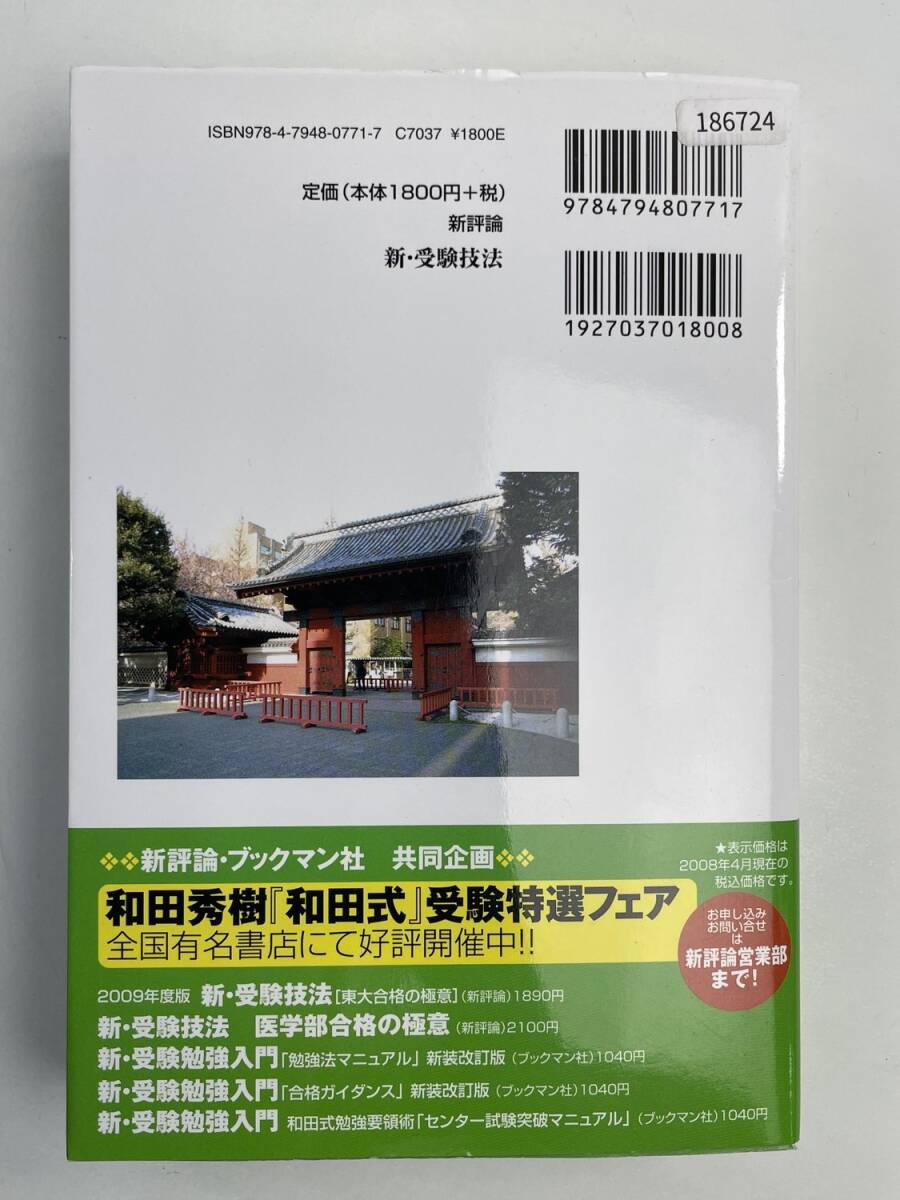 186724
ISBN978-4-7948-0771-7 C7037 ¥1800E
9784794807717
定価(本体1800円+税)
新評論
新・受験技法
1927037018008
新評論・ブックマン社 共同企画
★表示価格は
2008年4月現在の
税込価格です。
和田秀樹『和田式』受験特選フェア
全国有名書店にて好評開催中!!
お申し込み
お問い合せ
は
新評論営業部
まで!
2009年度版 新・受験技法[東大合格の極意](新評論)1890円
新・受験技法 医学部合格の極意(新評論)2100円
新・受験勉強入門「勉強法マニュアル」新装改訂版(ブックマン社)1040円
新・受験勉強入門「合格ガイダンス」新装改訂版(ブックマン社)1040円
新・受験勉強入門 和田式勉強要領術「センター試験突破マニュアル」(ブックマン社)1040円